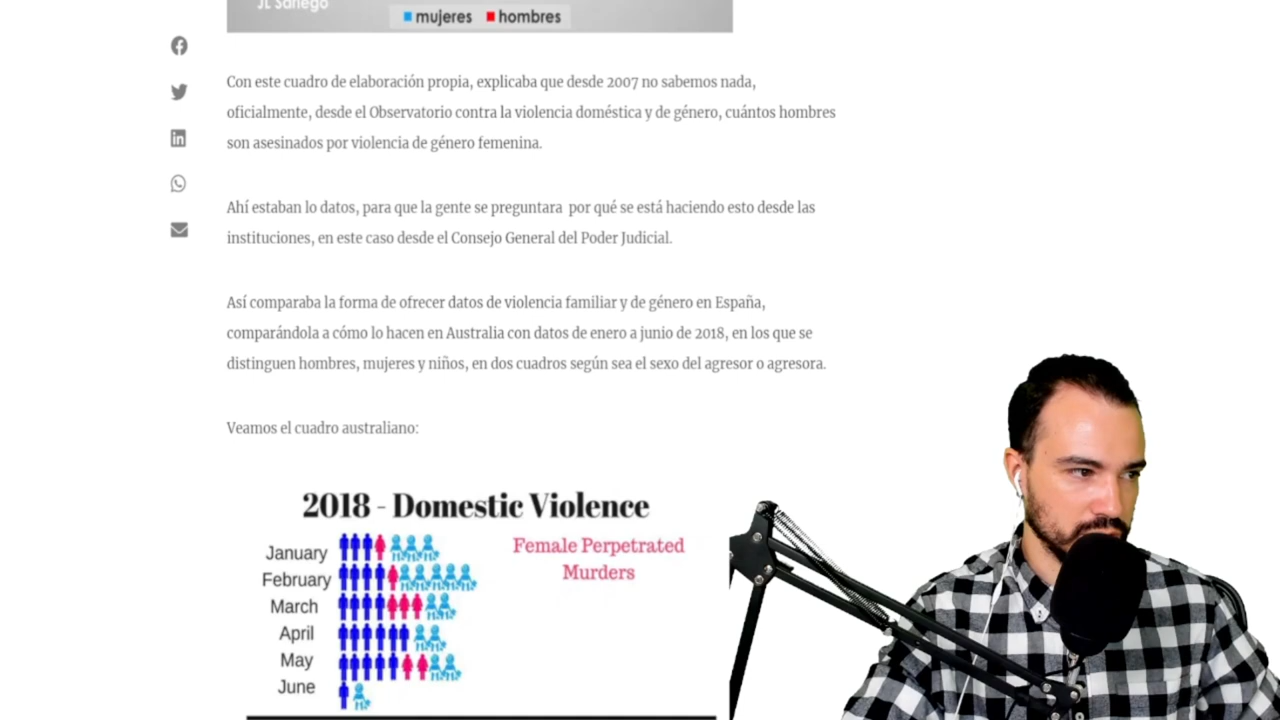 JL Sariego
mujeres hombres
Con este cuadro de elaboración propia, explicaba que desde 2007 no sabemos nada,
oficialmente, desde el Observatorio contra la violencia doméstica y de género, cuántos hombres
son asesinados por violencia de género femenina.
Ahí estaban lo datos, para que la gente se preguntara por qué se está haciendo esto desde las
instituciones, en este caso desde el Consejo General del Poder Judicial.
Así comparaba la forma de ofrecer datos de violencia familiar y de género en España,
comparándola a cómo lo hacen en Australia con datos de enero a junio de 2018, en los que se
distinguen hombres, mujeres y niños, en dos cuadros según sea el sexo del agresor o agresora.
Veamos el cuadro australiano:
2018 - Domestic Violence
Female Perpetrated
Murders
January
February
March
April
May
June